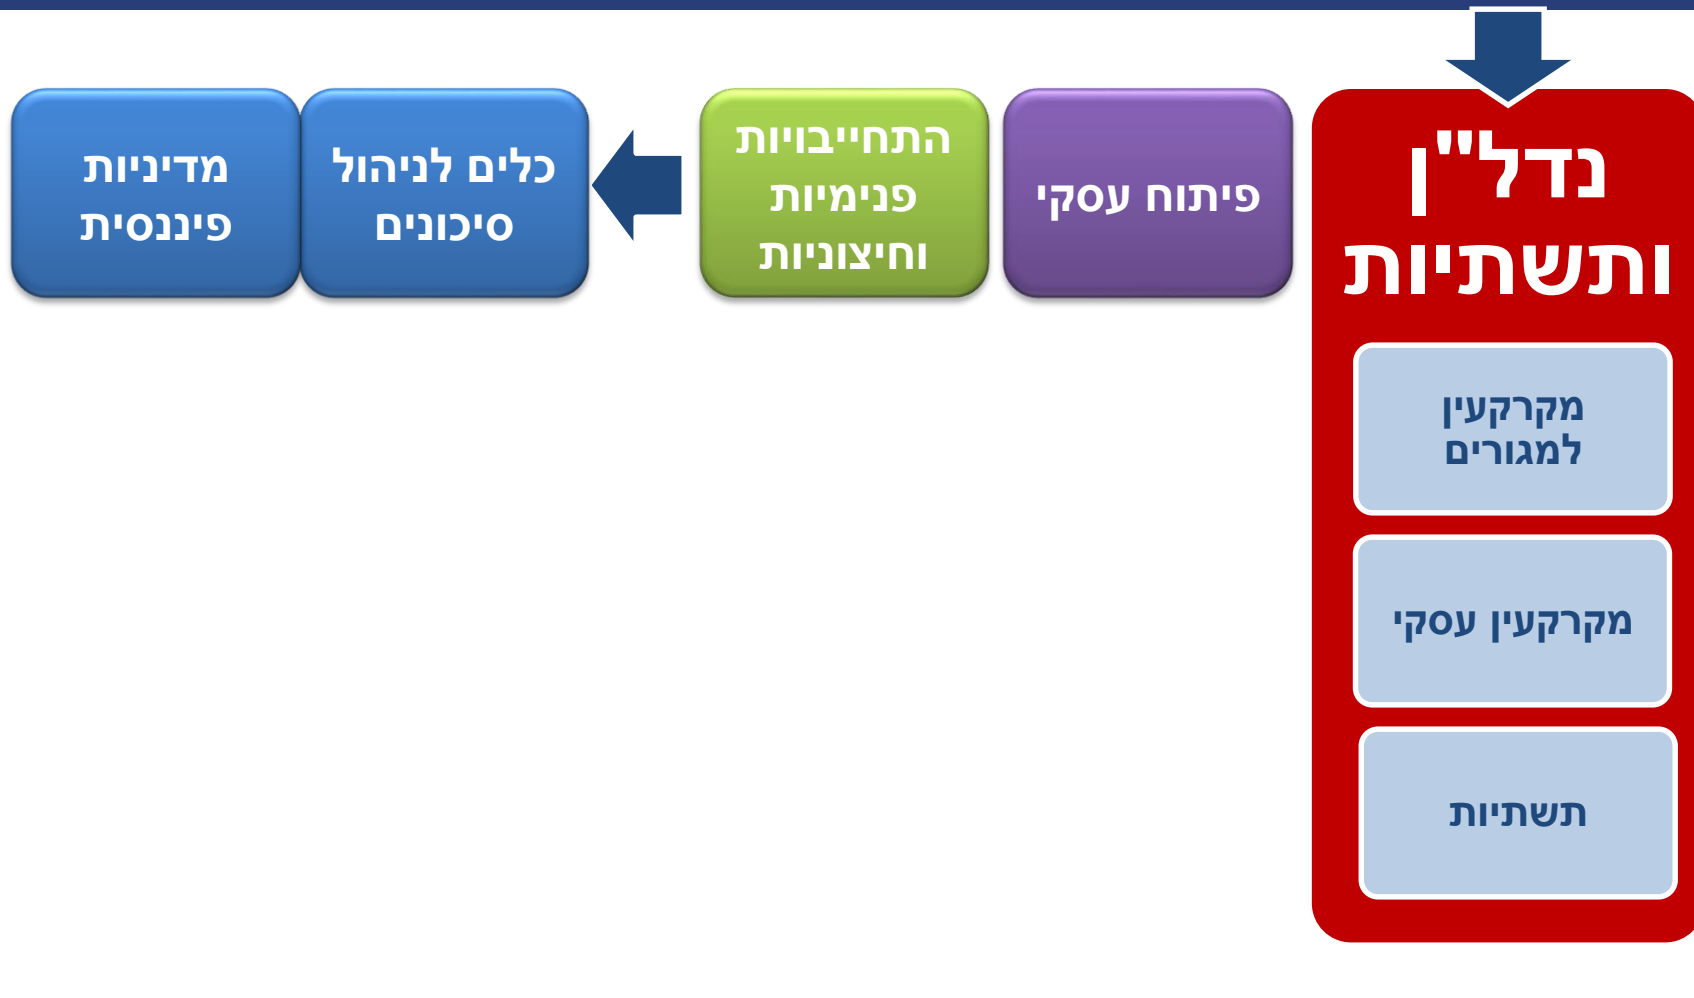 נדל"ן
ותשתיות
מקרקעין
למגורים
מקרקעין עסקי
תשתיות
פיתוח עסקי
התחייבויות
פנימיות
וחיצוניות
כלים לניהול
סיכונים
מדיניות
פיננסית